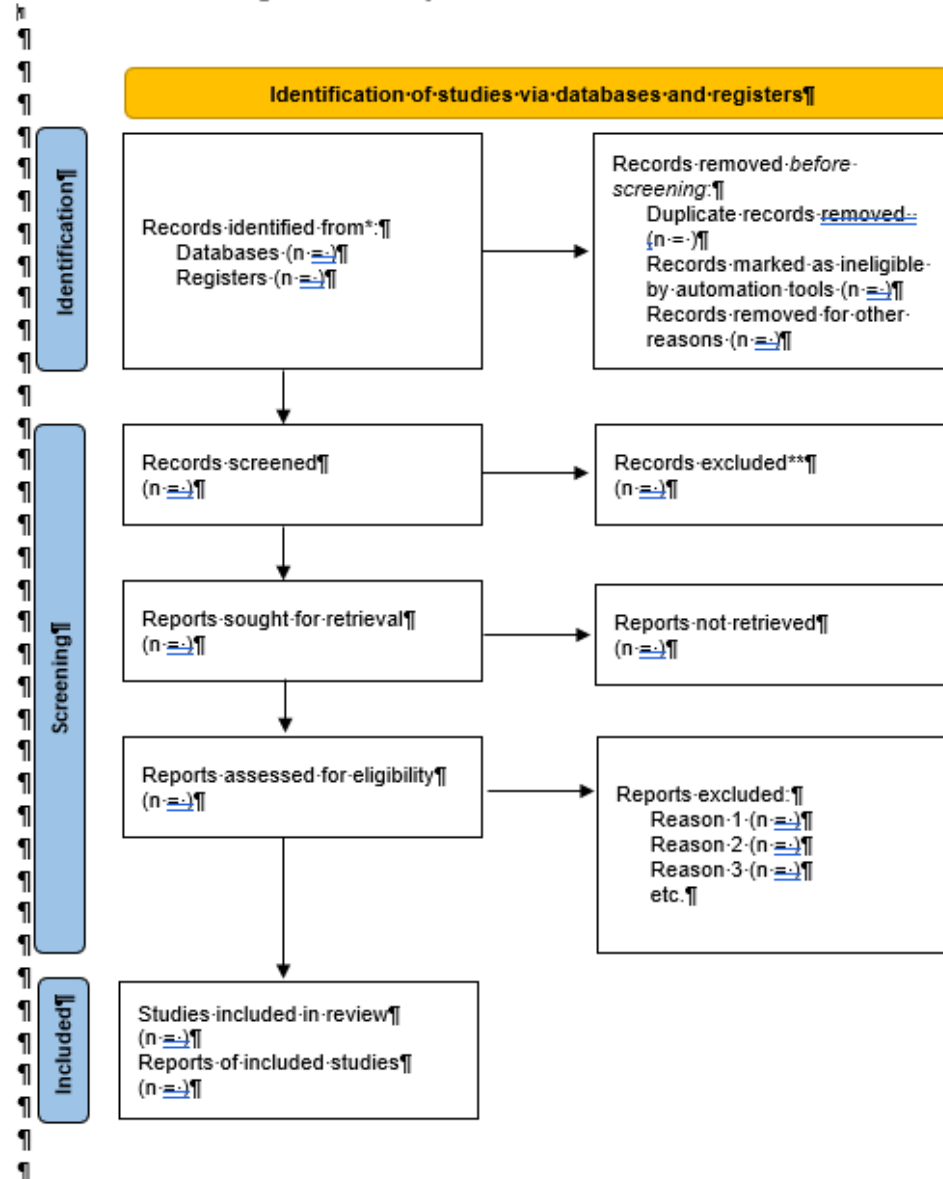 Identification·of·studies·via·databases·and·registers¶
Identification¶
Records·identified·from*:¶
Databases·(n·=·)¶
Registers·(n·=·)¶
Records·removed·before·
screening:¶
Duplicate·records·removed··
(n·=·)¶
Records·marked·as·ineligible·
by·automation·tools·(n·=·)¶
Records·removed·for·other·
reasons·(n·=·)¶
Screening¶
Records·screened¶
(n·=·)¶
Records·excluded**¶
(n·=·)¶
Reports·sought·for·retrieval¶
(n·=·)¶
Reports·not·retrieved¶
(n·=·)¶
Reports·assessed·for·eligibility¶
(n·=·)¶
Reports·excluded:¶
Reason·1·(n·=·)¶
Reason·2·(n·=·)¶
Reason·3·(n·=·)¶
etc.¶
Included¶
Studies·included·in·review¶
(n·=·)¶
Reports·of·included·studies¶
(n·=·)¶